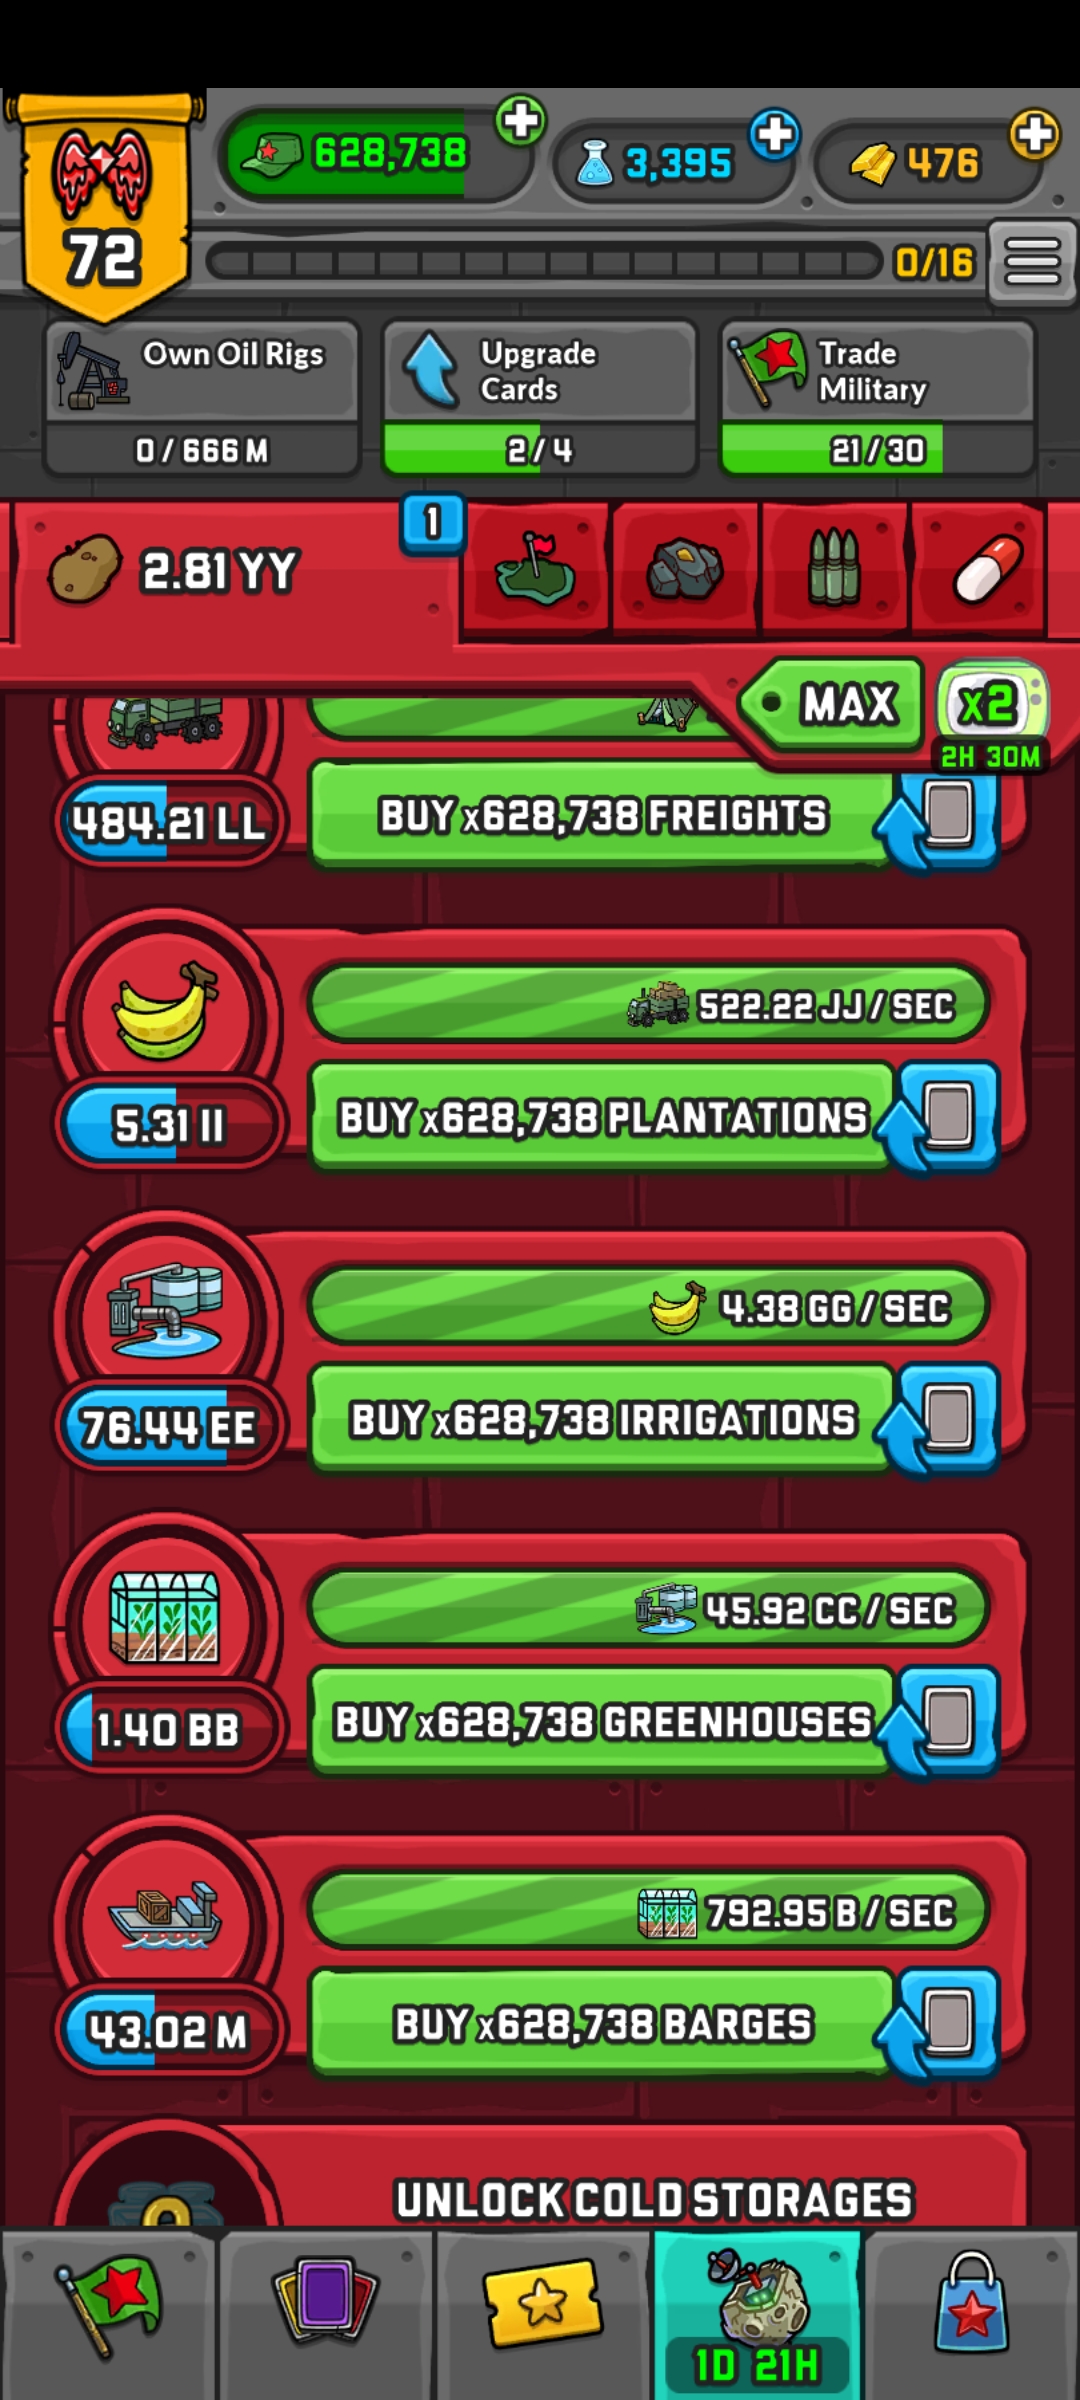 628,738
3,395
476
72
0/16
Own Oil Rigs
0 / 666 M
Upgrade
Cards
2 / 4
Trade
Military
21 / 30
2.81 YY
1
MAX
x2
2H 30M
484.21 LL
BUY x628,738 FREIGHTS
522.22 JJ / SEC
5.31 II
BUY x628,738 PLANTATIONS
4.38 GG / SEC
76.44 EE
BUY x628,738 IRRIGATIONS
45.92 CC / SEC
1.40 BB
BUY x628,738 GREENHOUSES
792.95 B / SEC
43.02 M
BUY x628,738 BARGES
UNLOCK COLD STORAGES
1D 21H